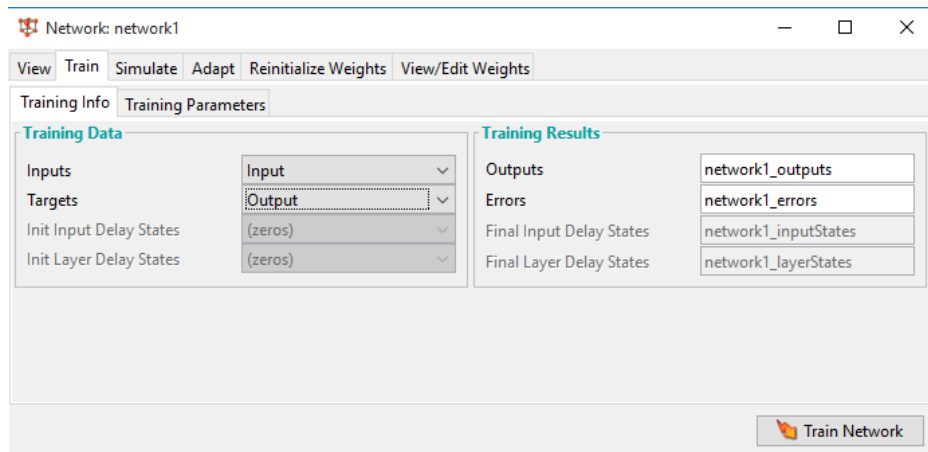 Network: network1
View Train Simulate Adapt Reinitialize Weights View/Edit Weights
Training Info Training Parameters
Training Data
Inputs Input
Targets Output
Init Input Delay States (zeros)
Init Layer Delay States (zeros)
Training Results
Outputs network1_outputs
Errors network1_errors
Final Input Delay States network1_inputStates
Final Layer Delay States network1_layerStates
Train Network